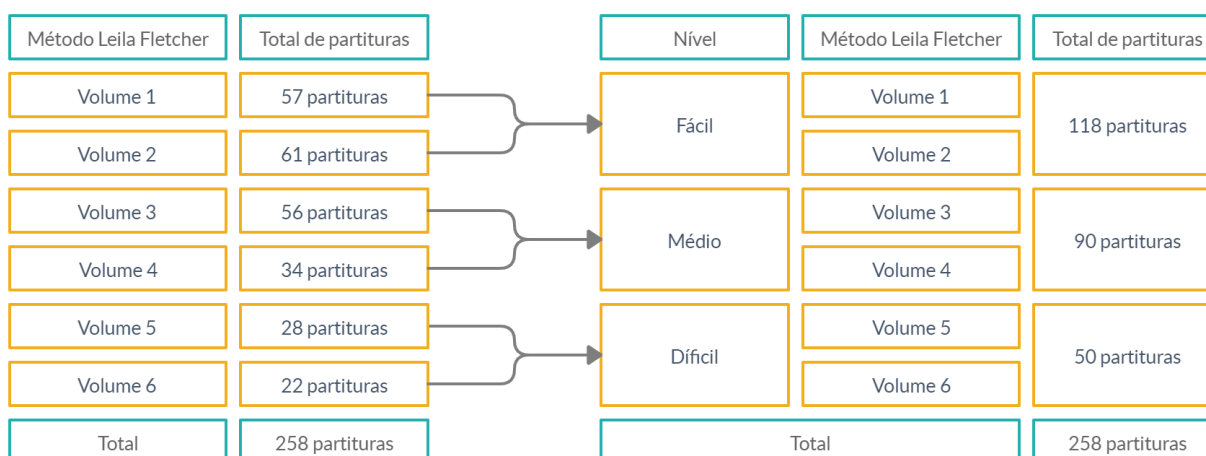 Método Leila Fletcher Total de partituras
Volume 1 57 partituras
Volume 2 61 partituras
Volume 3 56 partituras
Volume 4 34 partituras
Volume 5 28 partituras
Volume 6 22 partituras
Total 258 partituras
Nível Método Leila Fletcher Total de partituras
Fácil Volume 1 Volume 2 118 partituras
Médio Volume 3 Volume 4 90 partituras
Díficil Volume 5 Volume 6 50 partituras
Total 258 partituras